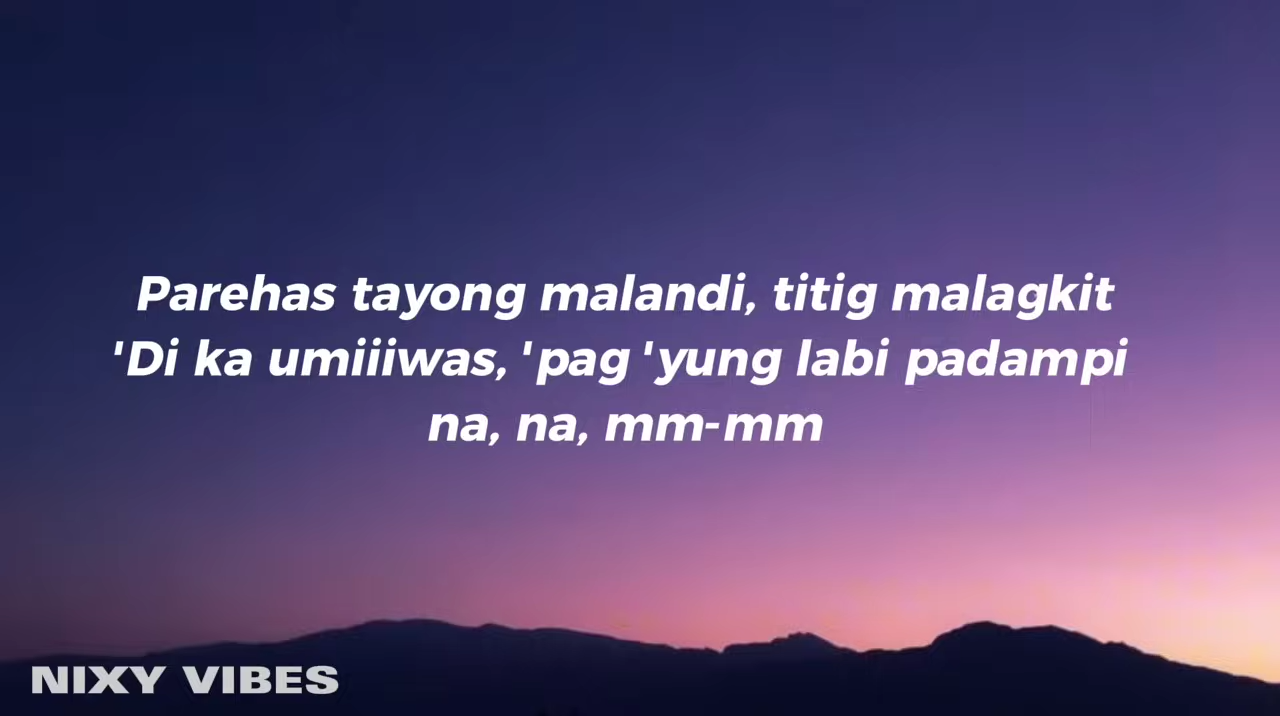 Parehas tayong malandi, titig malagkit
'Di ka umiiiwas, 'pag 'yung labi padampi
na, na, mm-mm
NIXY VIBES